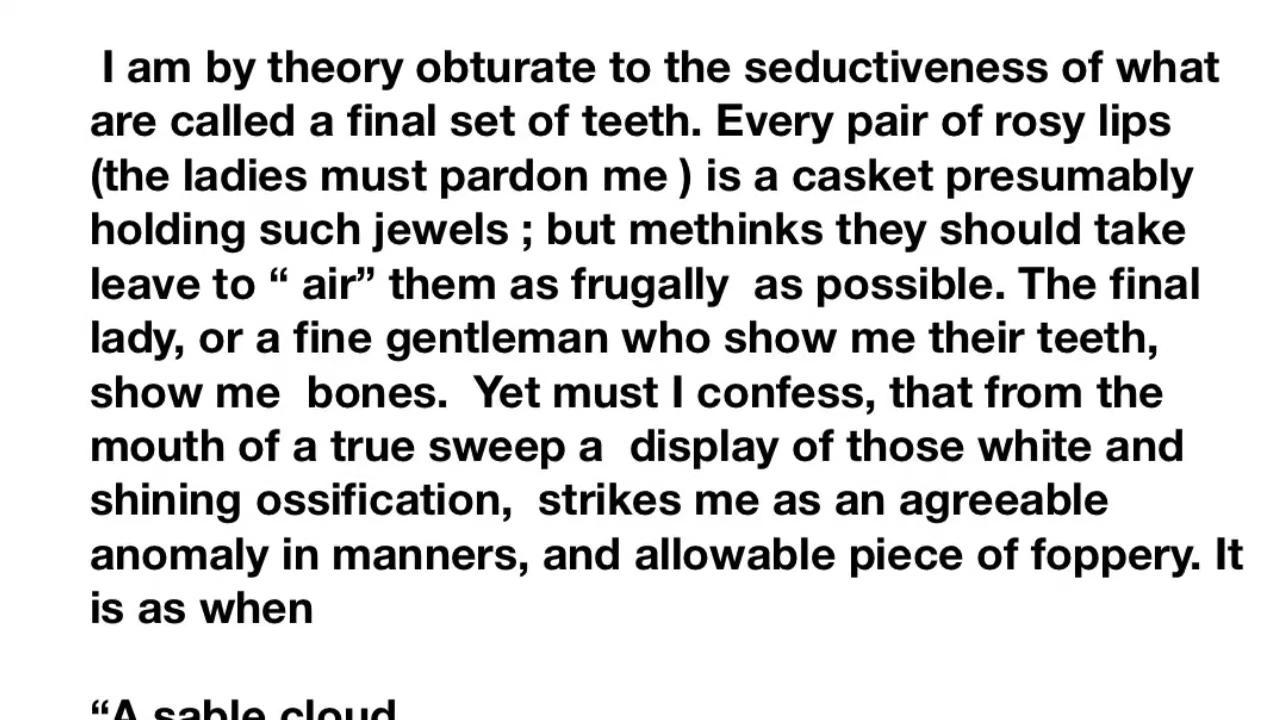 I am by theory obturate to the seductiveness of what
are called a final set of teeth. Every pair of rosy lips
(the ladies must pardon me ) is a casket presumably
holding such jewels ; but methinks they should take
leave to “ air” them as frugally  as possible. The final
lady, or a fine gentleman who show me their teeth,
show me  bones.  Yet must I confess, that from the
mouth of a true sweep a  display of those white and
shining ossification,  strikes me as an agreeable
anomaly in manners, and allowable piece of foppery. It
is as when
“A sable cloud